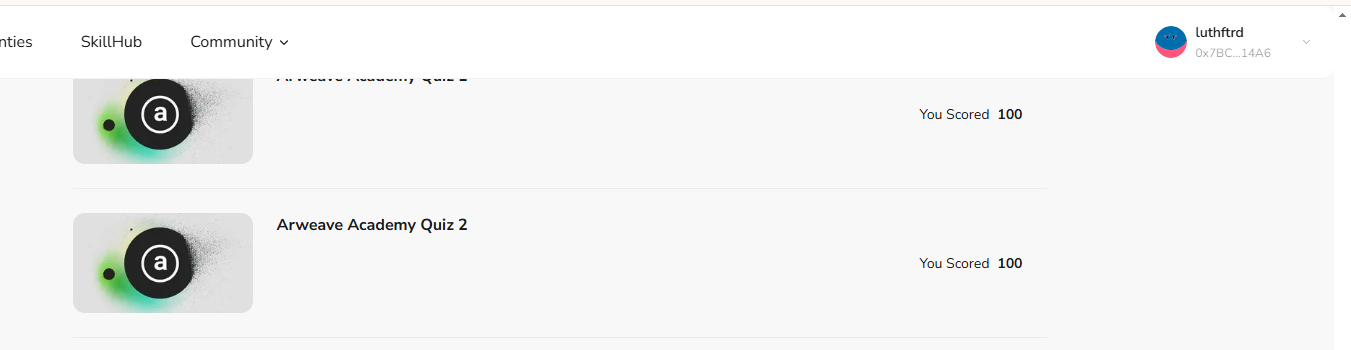 nties SkillHub Community luthftrd
0x7BC...14A6
Arweave Academy Quiz
a
You Scored 100
Arweave Academy Quiz 2
a
You Scored 100